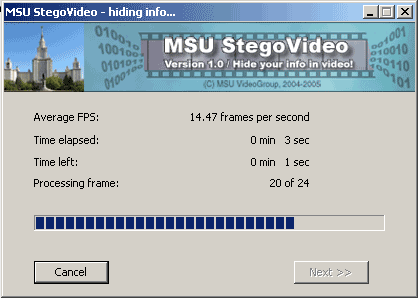 MSU StegoVideo - hiding info...
MSU StegoVideo
Version 1.0 / Hide your info in video!
(C) MSU VideoGroup, 2004-2005
Average FPS: 14.47 frames per second
Time elapsed: 0 min 3 sec
Time left: 0 min 1 sec
Processing frame: 20 of 24
Cancel
Next >>